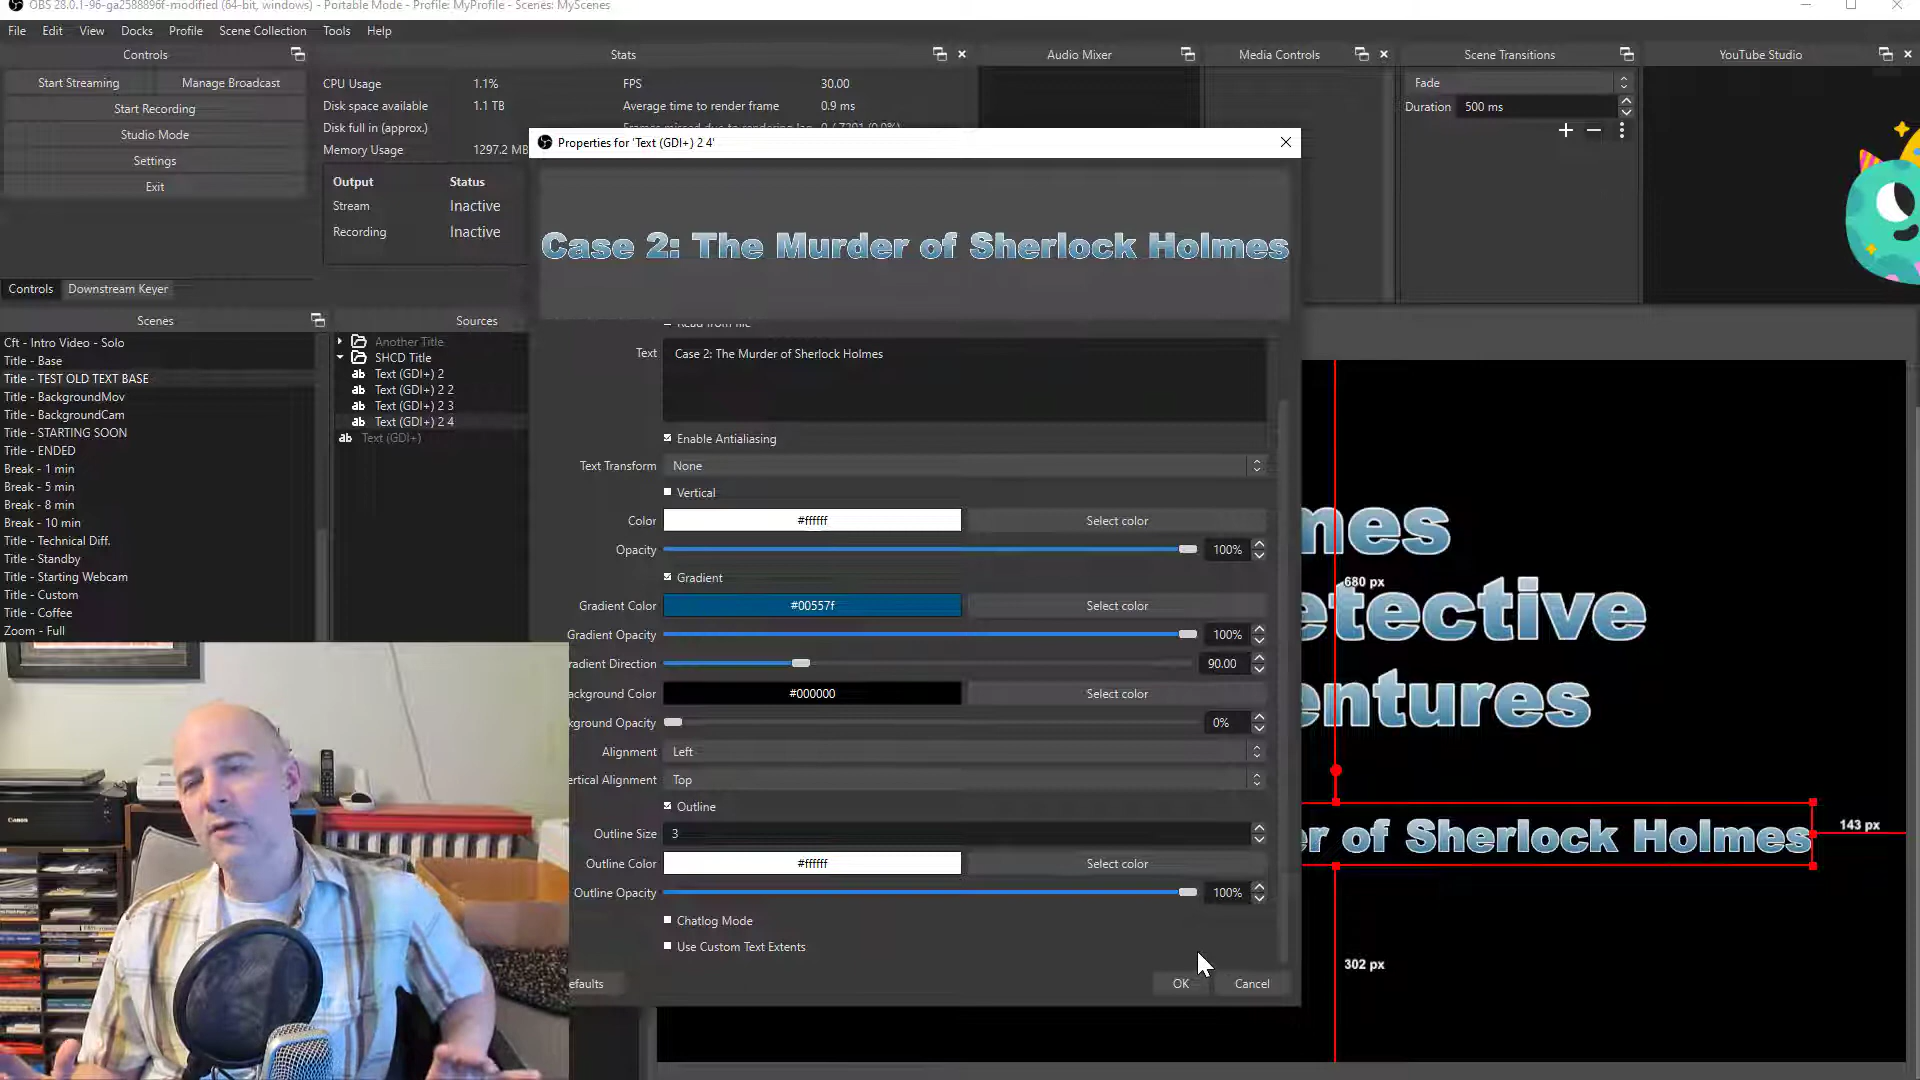 OBS 28.0.1-96-ga2588896f-modified (64-bit, windows) - Portable Mode - Profile: MyProfile - Scenes: MyScenes
File Edit View Docks Profile Scene Collection Tools Help
Controls
Start Streaming
Manage Broadcast
Start Recording
Studio Mode
Settings
Exit
Controls
Downstream Keyer
Stats
CPU Usage 1.1%
Disk space available 1.1 TB
Disk full in (approx.)
Memory Usage 1297.2 MB
FPS 30.00
Average time to render frame 0.9 ms
Output Status
Stream Inactive
Recording Inactive
Audio Mixer
Media Controls
Scene Transitions
Fade
Duration 500 ms
YouTube Studio
Scenes
Cft - Intro Video - Solo
Title - Base
Title - TEST OLD TEXT BASE
Title - BackgroundMov
Title - BackgroundCam
Title - STARTING SOON
Title - ENDED
Break - 1 min
Break - 5 min
Break - 8 min
Break - 10 min
Title - Technical Diff.
Title - Standby
Title - Starting Webcam
Title - Custom
Title - Coffee
Zoom - Full
Sources
Another Title
SHCD Title
ab Text (GDI+) 2
ab Text (GDI+) 2 2
ab Text (GDI+) 2 3
ab Text (GDI+) 2 4
ab Text (GDI+)
Properties for 'Text (GDI+) 2 4'
Case 2: The Murder of Sherlock Holmes
Read from file
Text Case 2: The Murder of Sherlock Holmes
Enable Antialiasing
Text Transform None
Vertical
Color #ffffff Select color
Opacity 100%
Gradient
Gradient Color #00557f Select color
Gradient Opacity 100%
radient Direction 90.00
ackground Color #000000 Select color
kground Opacity 0%
Alignment Left
ertical Alignment Top
Outline
Outline Size 3
Outline Color #ffffff Select color
Outline Opacity 100%
Chatlog Mode
Use Custom Text Extents
efaults
OK
Cancel
mes
680 px
etective
entures
er of Sherlock Holmes
143 px
302 px
Canon